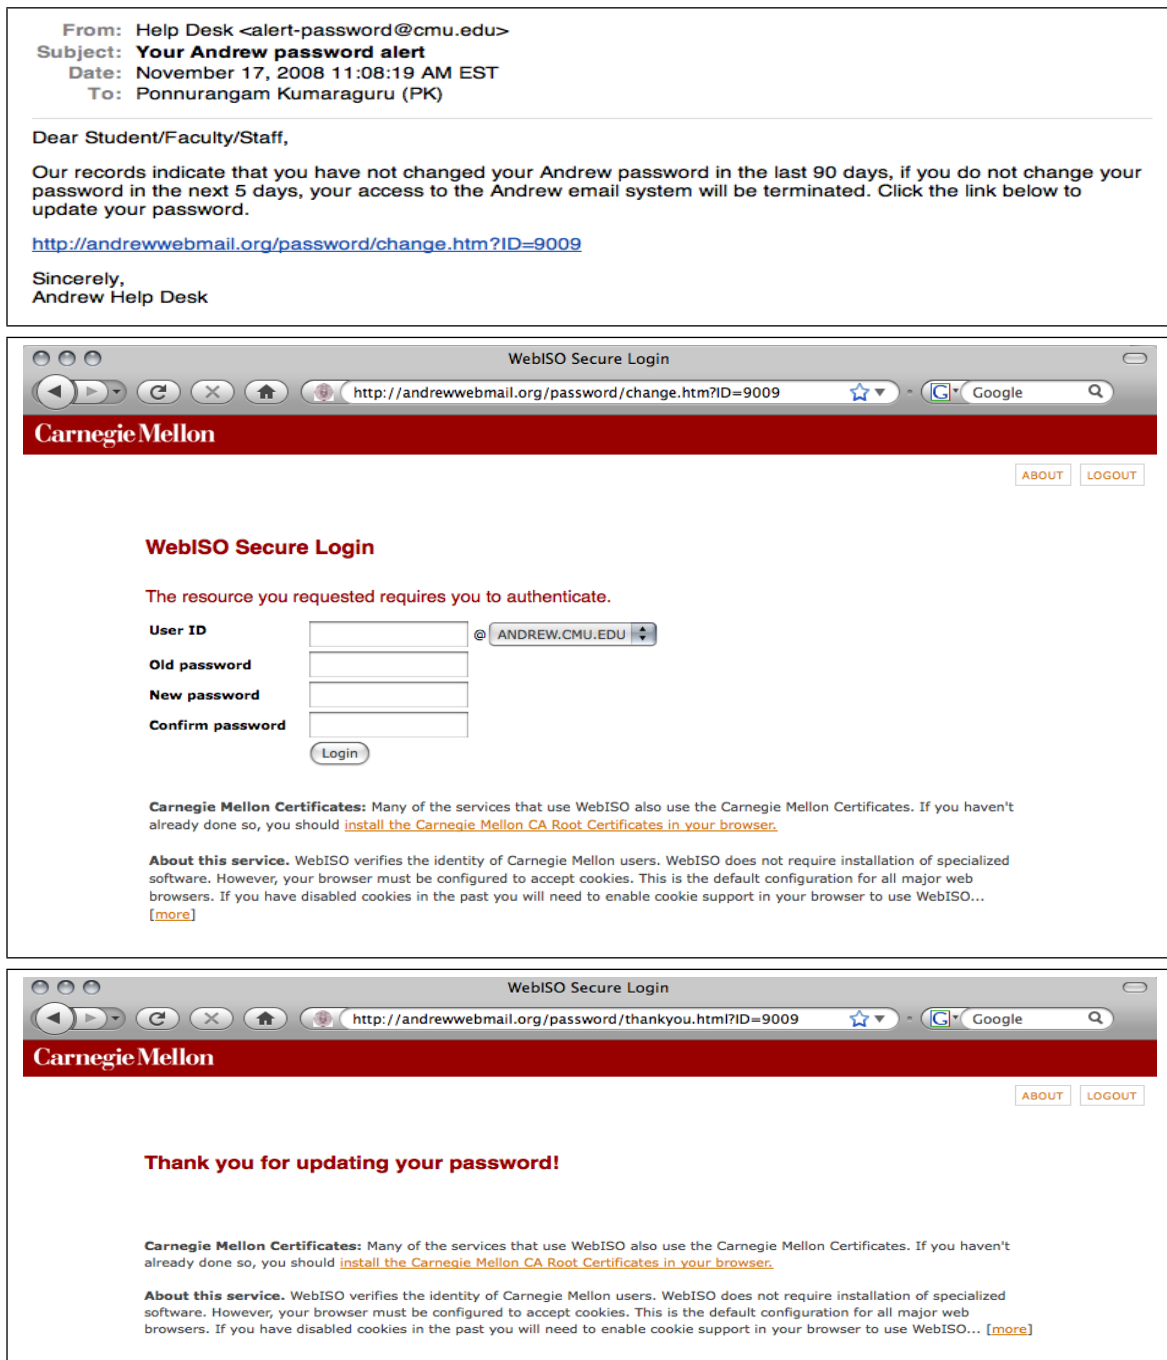 From: Help Desk <alert-password@cmu.edu>
Subject: Your Andrew password alert
Date: November 17, 2008 11:08:19 AM EST
To: Ponnurangam Kumaraguru (PK)
Dear Student/Faculty/Staff,
Our records indicate that you have not changed your Andrew password in the last 90 days, if you do not change your
password in the next 5 days, your access to the Andrew email system will be terminated. Click the link below to
update your password.
http://andrewwebmail.org/password/change.htm?ID=9009
Sincerely,
Andrew Help Desk
WebISO Secure Login
http://andrewwebmail.org/password/change.htm?ID=9009
G Google
Carnegie Mellon
ABOUT LOGOUT
WebISO Secure Login
The resource you requested requires you to authenticate.
User ID @ ANDREW.CMU.EDU
Old password
New password
Confirm password
Login
Carnegie Mellon Certificates: Many of the services that use WebISO also use the Carnegie Mellon Certificates. If you haven't
already done so, you should install the Carnegie Mellon CA Root Certificates in your browser.
About this service. WebISO verifies the identity of Carnegie Mellon users. WebISO does not require installation of specialized
software. However, your browser must be configured to accept cookies. This is the default configuration for all major web
browsers. If you have disabled cookies in the past you will need to enable cookie support in your browser to use WebISO...
[more]
WebISO Secure Login
http://andrewwebmail.org/password/thankyou.html?ID=9009
G Google
Carnegie Mellon
ABOUT LOGOUT
Thank you for updating your password!
Carnegie Mellon Certificates: Many of the services that use WebISO also use the Carnegie Mellon Certificates. If you haven't
already done so, you should install the Carnegie Mellon CA Root Certificates in your browser.
About this service. WebISO verifies the identity of Carnegie Mellon users. WebISO does not require installation of specialized
software. However, your browser must be configured to accept cookies. This is the default configuration for all major web
browsers. If you have disabled cookies in the past you will need to enable cookie support in your browser to use WebISO... [more]